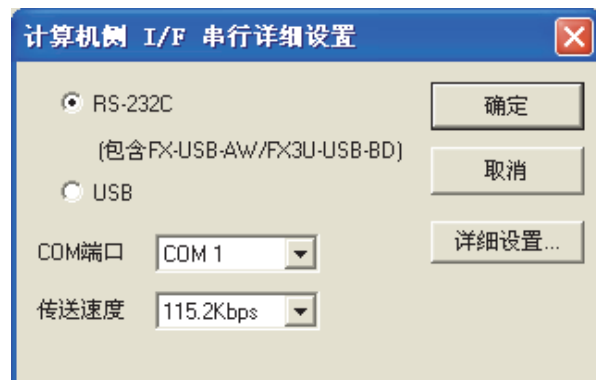 计算机侧 I/F 串行详细设置
RS-232C
(包含FX-USB-AW/FX3U-USB-BD)
USB
COM端口 COM 1
传送速度 115.2Kbps
确定
取消
详细设置...